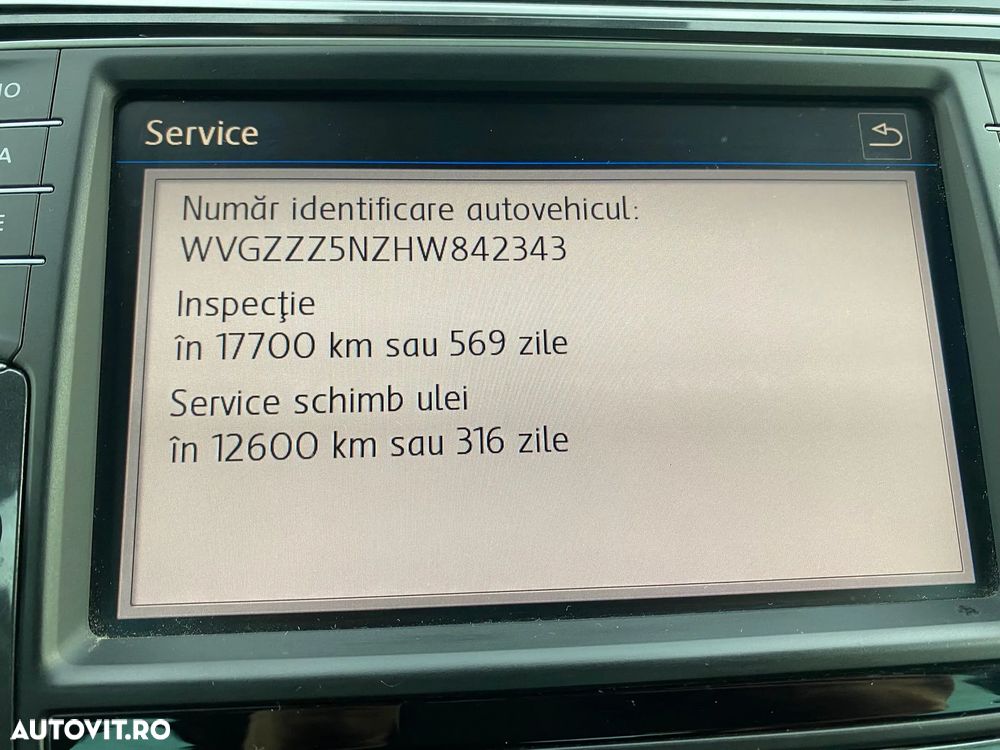 Service
Număr identificare autovehicul:
WVGZZZ5NZHW842343
Inspecţie
în 17700 km sau 569 zile
Service schimb ulei
în 12600 km sau 316 zile
AUTOVIT.RO